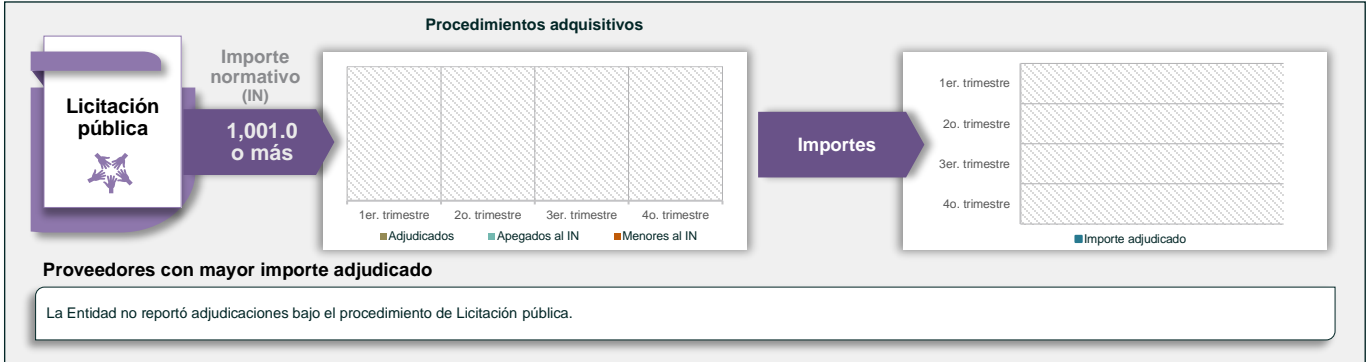 Procedimientos adquisitivos
Licitación
pública
Importe
normativo
(IN)
1,001.0
o más
1er. trimestre 2o. trimestre 3er. trimestre 4o. trimestre
Adjudicados Apegados al IN Menores al IN
Importes
1er. trimestre
2o. trimestre
3er. trimestre
4o. trimestre
Importe adjudicado
Proveedores con mayor importe adjudicado
La Entidad no reportó adjudicaciones bajo el procedimiento de Licitación pública.